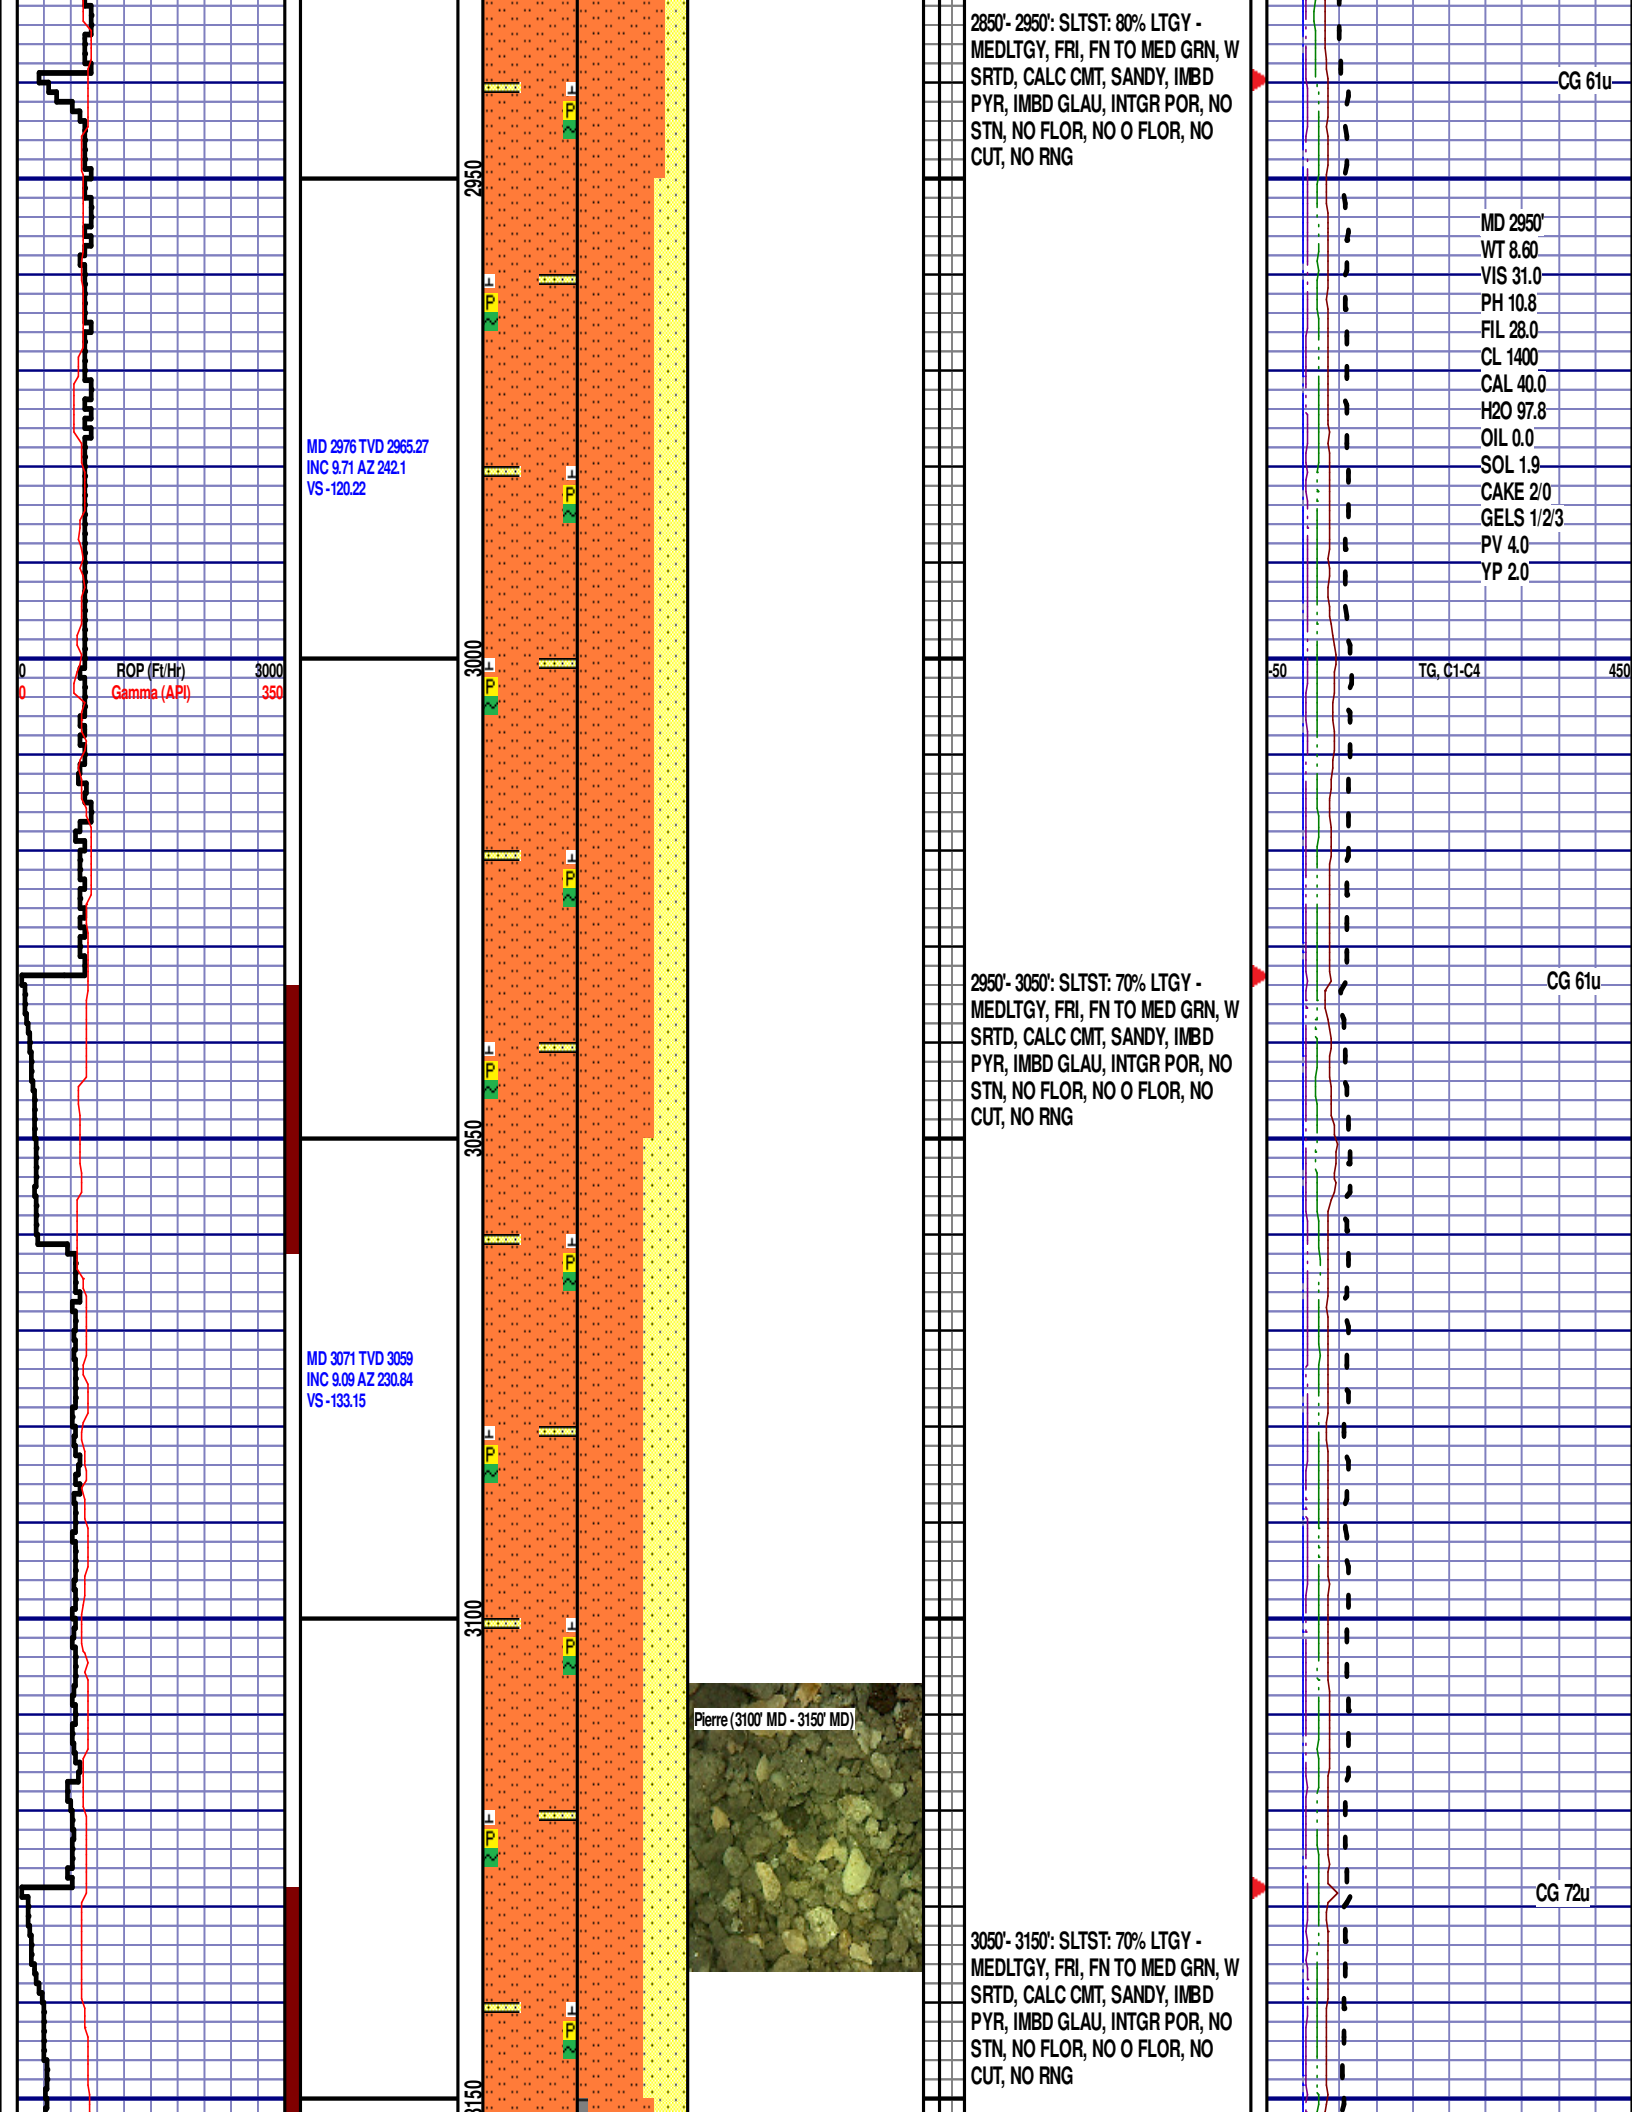 2850'- 2950': SLTST: 80% LTGY -
MEDLTGY, FRI, FN TO MED GRN, W
SRTD, CALC CMT, SANDY, IMBD
PYR, IMBD GLAU, INTGR POR, NO
STN, NO FLOR, NO O FLOR, NO
CUT, NO RNG
CG 61u
P
2950
MD 2950'
WT 8.60
VIS 31.0
PH 10.8
FIL 28.0
CL 1400
CAL 40.0
H2O 97.8
OIL 0.0
SOL 1.9
CAKE 2/0
GELS 1/2/3
PV 4.0
YP 2.0
P
MD 2976 TVD 2965.27
INC 9.71 AZ 242.1
VS -120.22
P
3000
0 ROP (Ft/Hr) 3000
0 Gamma (API) 350
-50 TG, C1-C4 450
P
P
2950'- 3050': SLTST: 70% LTGY -
MEDLTGY, FRI, FN TO MED GRN, W
SRTD, CALC CMT, SANDY, IMBD
PYR, IMBD GLAU, INTGR POR, NO
STN, NO FLOR, NO O FLOR, NO
CUT, NO RNG
CG 61u
P
3050
P
MD 3071 TVD 3059
INC 9.09 AZ 230.84
VS -133.15
P
3100
P
Pierre (3100' MD - 3150' MD)
P
CG 72u
3050'- 3150': SLTST: 70% LTGY -
MEDLTGY, FRI, FN TO MED GRN, W
SRTD, CALC CMT, SANDY, IMBD
PYR, IMBD GLAU, INTGR POR, NO
STN, NO FLOR, NO O FLOR, NO
CUT, NO RNG
P
3150